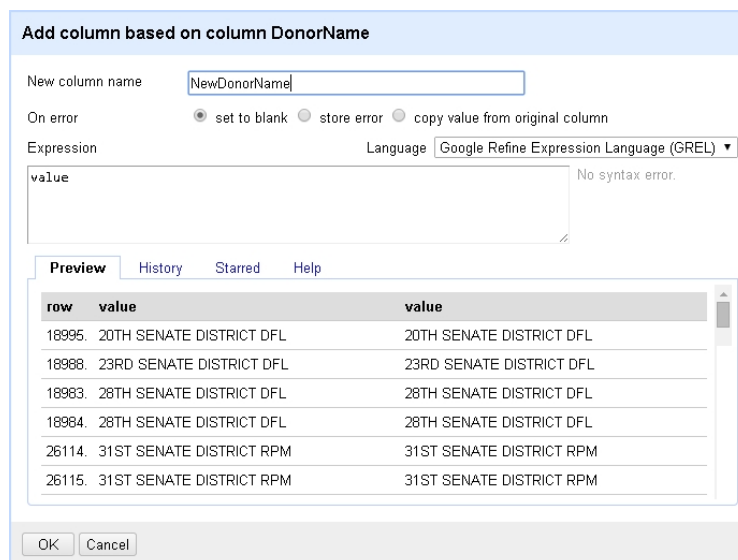 Add column based on column DonorName
New column name NewDonorName
On error set to blank store error copy value from original column
Expression Language Google Refine Expression Language (GREL)
value No syntax error.
Preview History Starred Help
row value value
18995. 20TH SENATE DISTRICT DFL 20TH SENATE DISTRICT DFL
18988. 23RD SENATE DISTRICT DFL 23RD SENATE DISTRICT DFL
18983. 28TH SENATE DISTRICT DFL 28TH SENATE DISTRICT DFL
18984. 28TH SENATE DISTRICT DFL 28TH SENATE DISTRICT DFL
26114. 31ST SENATE DISTRICT RPM 31ST SENATE DISTRICT RPM
26115. 31ST SENATE DISTRICT RPM 31ST SENATE DISTRICT RPM
OK Cancel